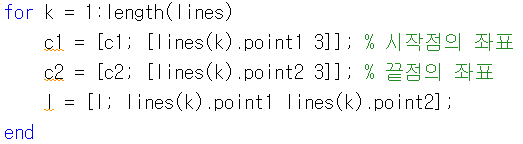 for k = 1:length(lines)
c1 = [c1; [lines(k).point1 3]]; % 시작점의 좌표
c2 = [c2; [lines(k).point2 3]]; % 끝점의 좌표
l = [l; lines(k).point1 lines(k).point2];
end